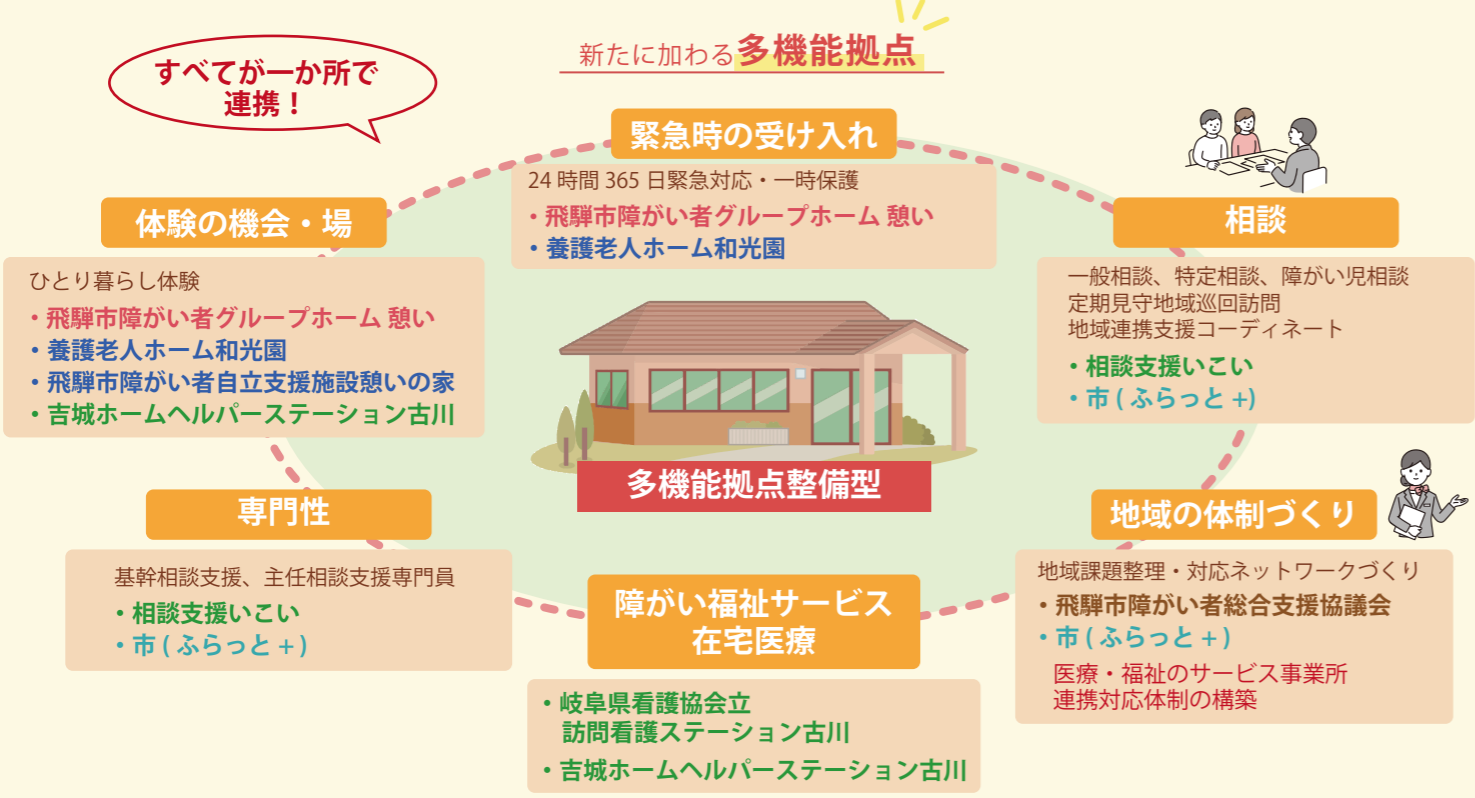 新たに加わる多機能拠点
すべてが一か所で
連携！
緊急時の受け入れ
24時間365日緊急対応・一時保護
・飛騨市障がい者グループホーム 憩い
・養護老人ホーム和光園
体験の機会・場
ひとり暮らし体験
・飛騨市障がい者グループホーム 憩い
・養護老人ホーム和光園
・飛騨市障がい者自立支援施設憩いの家
・吉城ホームヘルパーステーション古川
相談
一般相談、特定相談、障がい児相談
定期見守地域巡回訪問
地域連携支援コーディネート
・相談支援いこい
・市(ふらっと+)
多機能拠点整備型
専門性
基幹相談支援、主任相談支援専門員
・相談支援いこい
・市(ふらっと+)
障がい福祉サービス
在宅医療
・岐阜県看護協会立
訪問看護ステーション古川
・吉城ホームヘルパーステーション古川
地域の体制づくり
地域課題整理・対応ネットワークづくり
・飛騨市障がい者総合支援協議会
・市(ふらっと+)
医療・福祉のサービス事業所
連携対応体制の構築